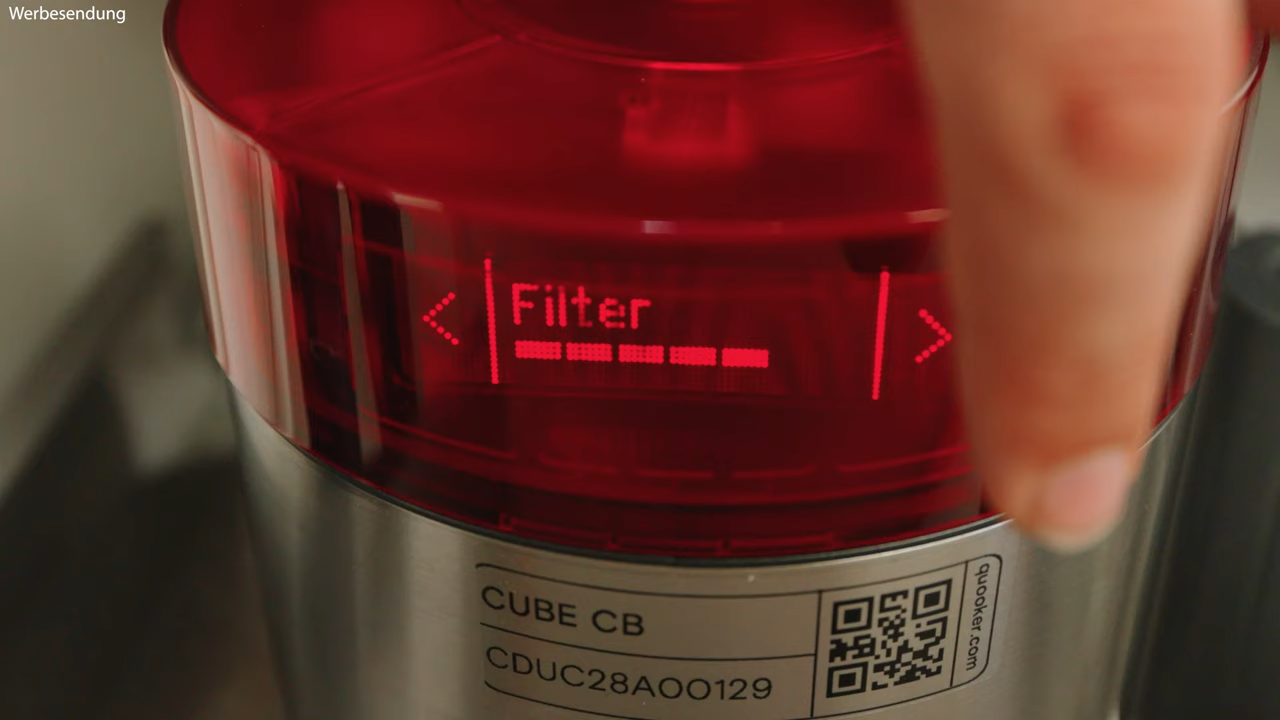 Werbesendung
Filter
CUBE CB
CDUC28A00129
quooker.com